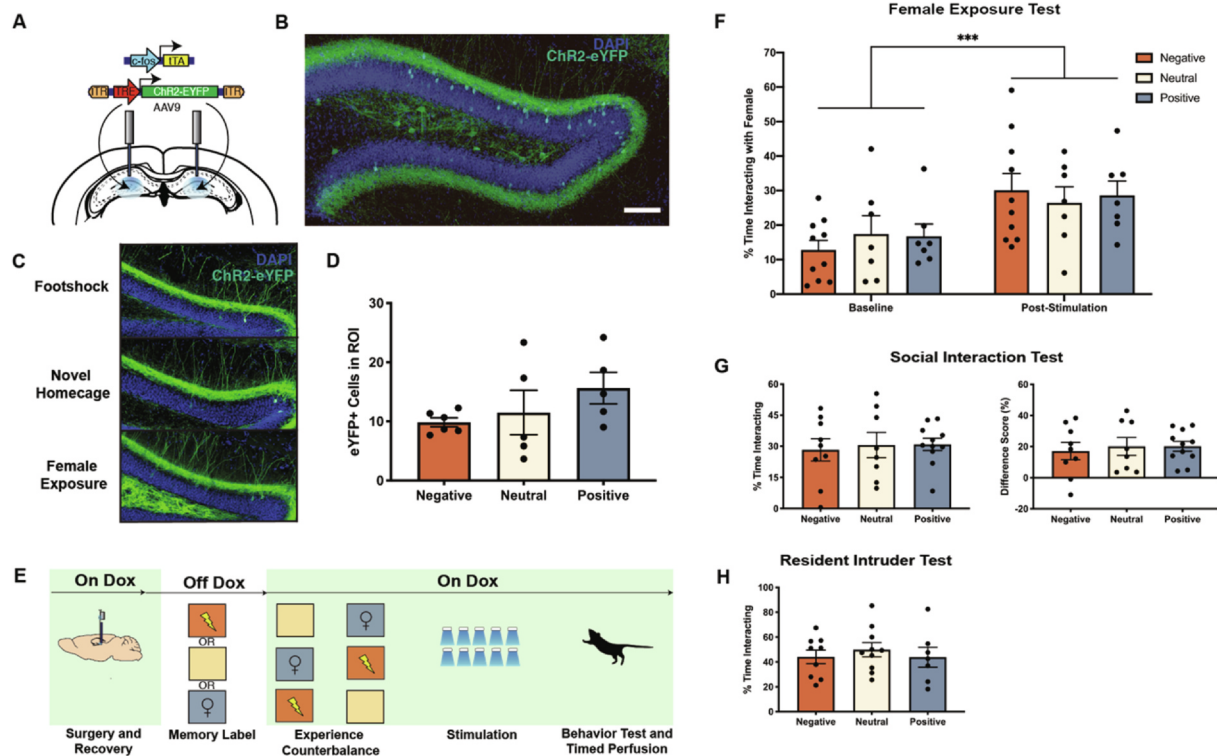 A
c-fos
tTA
ITR
TRE
ChR2-EYFP
ITR
AAV9
B
DAPI
ChR2-eYFP
C
DAPI
ChR2-eYFP
Footshock
Novel
Homecage
Female
Exposure
D
eYFP+ Cells in ROI
30
20
10
0
Negative
Neutral
Positive
E
On Dox
Off Dox
On Dox
OR
OR
Surgery and
Recovery
Memory Label
Experience
Counterbalance
Stimulation
Behavior Test and
Timed Perfusion
F
Female Exposure Test
% Time Interacting with Female
70
60
50
40
30
20
10
0
***
Negative
Neutral
Positive
Baseline
Post-Stimulation
G
Social Interaction Test
% Time Interacting
60
45
30
15
0
Negative
Neutral
Positive
Difference Score (%)
60
40
20
0
-20
Negative
Neutral
Positive
H
Resident Intruder Test
% Time Interacting
100
80
60
40
20
0
Negative
Neutral
Positive